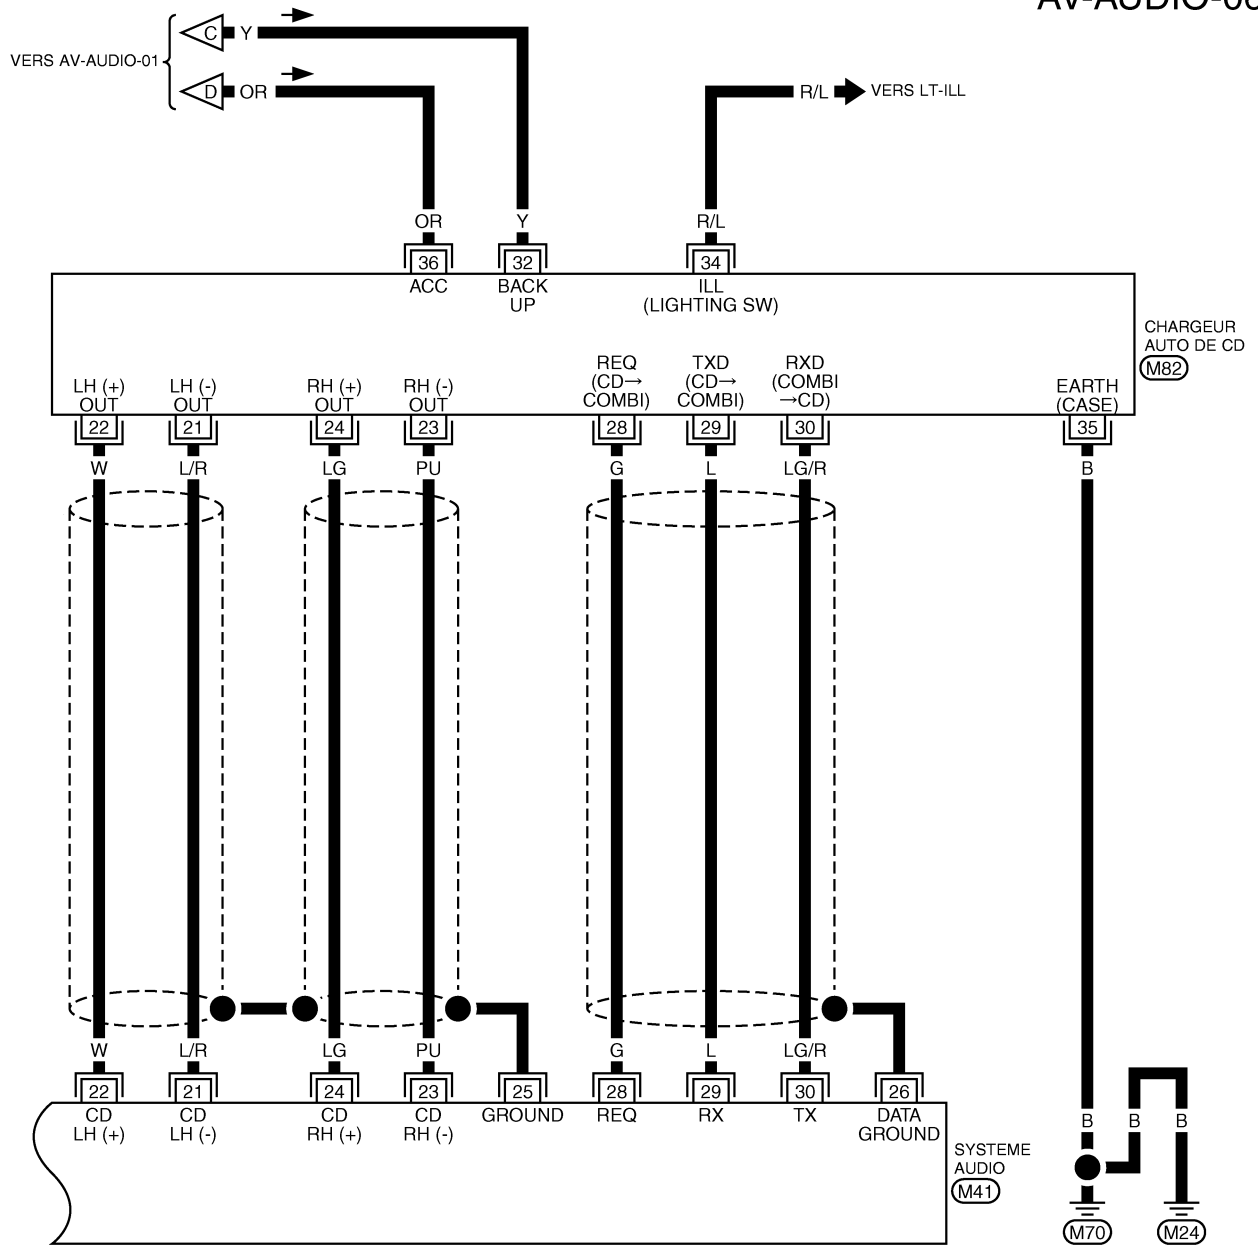 AV-AUDIO-0
C Y
VERS AV-AUDIO-01
D OR
R/L VERS LT-ILL
OR Y R/L
36 32 34
ACC BACK UP ILL (LIGHTING SW)
CHARGEUR
AUTO DE CD
M82
LH (+) OUT
LH (-) OUT
RH (+) OUT
RH (-) OUT
REQ (CD→ COMBI)
TXD (CD→ COMBI)
RXD (COMBI →CD)
EARTH (CASE)
22 21 24 23 28 29 30 35
W L/R LG PU G L LG/R B
W L/R LG PU G L LG/R
22 21 24 23 25 28 29 30 26
CD LH (+)
CD LH (-)
CD RH (+)
CD RH (-)
GROUND
REQ
RX
TX
DATA GROUND
B B B
SYSTEME
AUDIO
M41
M70 M24